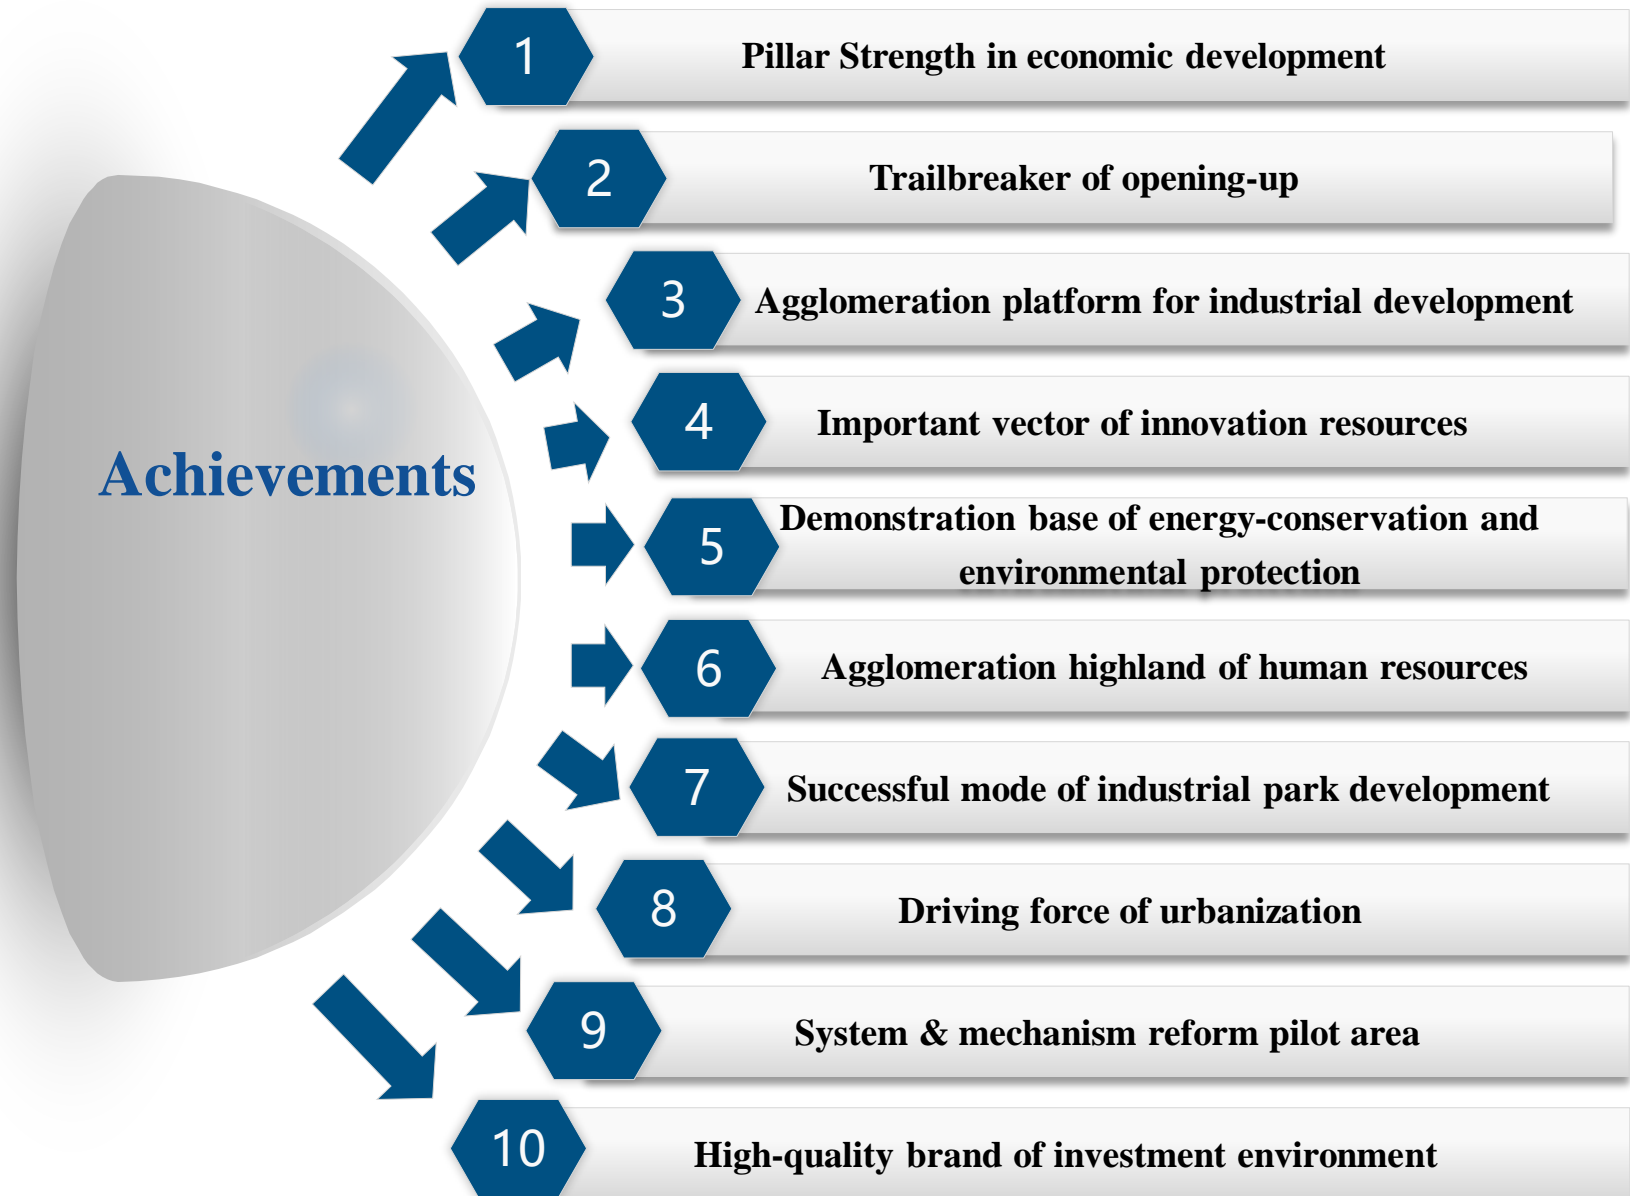 Achievements
1
Pillar Strength in economic development
2
Trailbreaker of opening-up
3
Agglomeration platform for industrial development
4
Important vector of innovation resources
5
Demonstration base of energy-conservation and
environmental protection
6
Agglomeration highland of human resources
7
Successful mode of industrial park development
8
Driving force of urbanization
9
System & mechanism reform pilot area
10
High-quality brand of investment environment